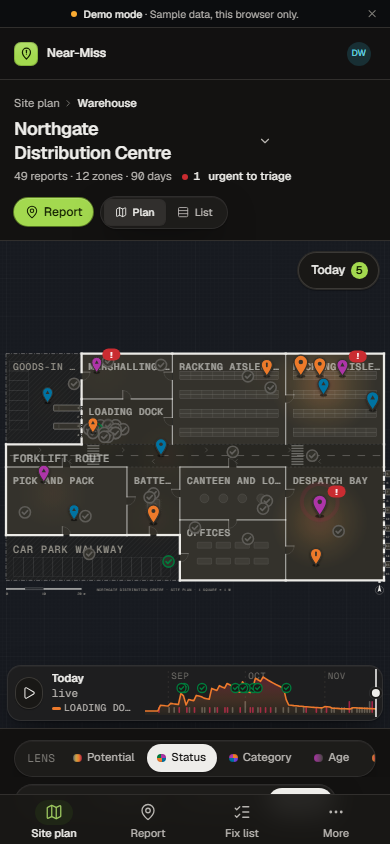 Demo mode · Sample data, this browser only.
Near-Miss
DW
Site plan > Warehouse
Northgate
Distribution Centre
49 reports · 12 zones · 90 days 1 urgent to triage
Report
Plan
List
Today 5
GOODS-IN …
RACKING AISLE…
LOADING DOCK
FORKLIFT ROUTE
PICK AND PACK
BATTE…
CANTEEN AND LO…
DESPATCH BAY
OFFICES
CAR PARK WALKWAY
NORTHGATE DISTRIBUTION CENTRE
Today
live
LOADING DO…
SEP
OCT
NOV
LENS
Potential
Status
Category
Age
Site plan
Report
Fix list
More